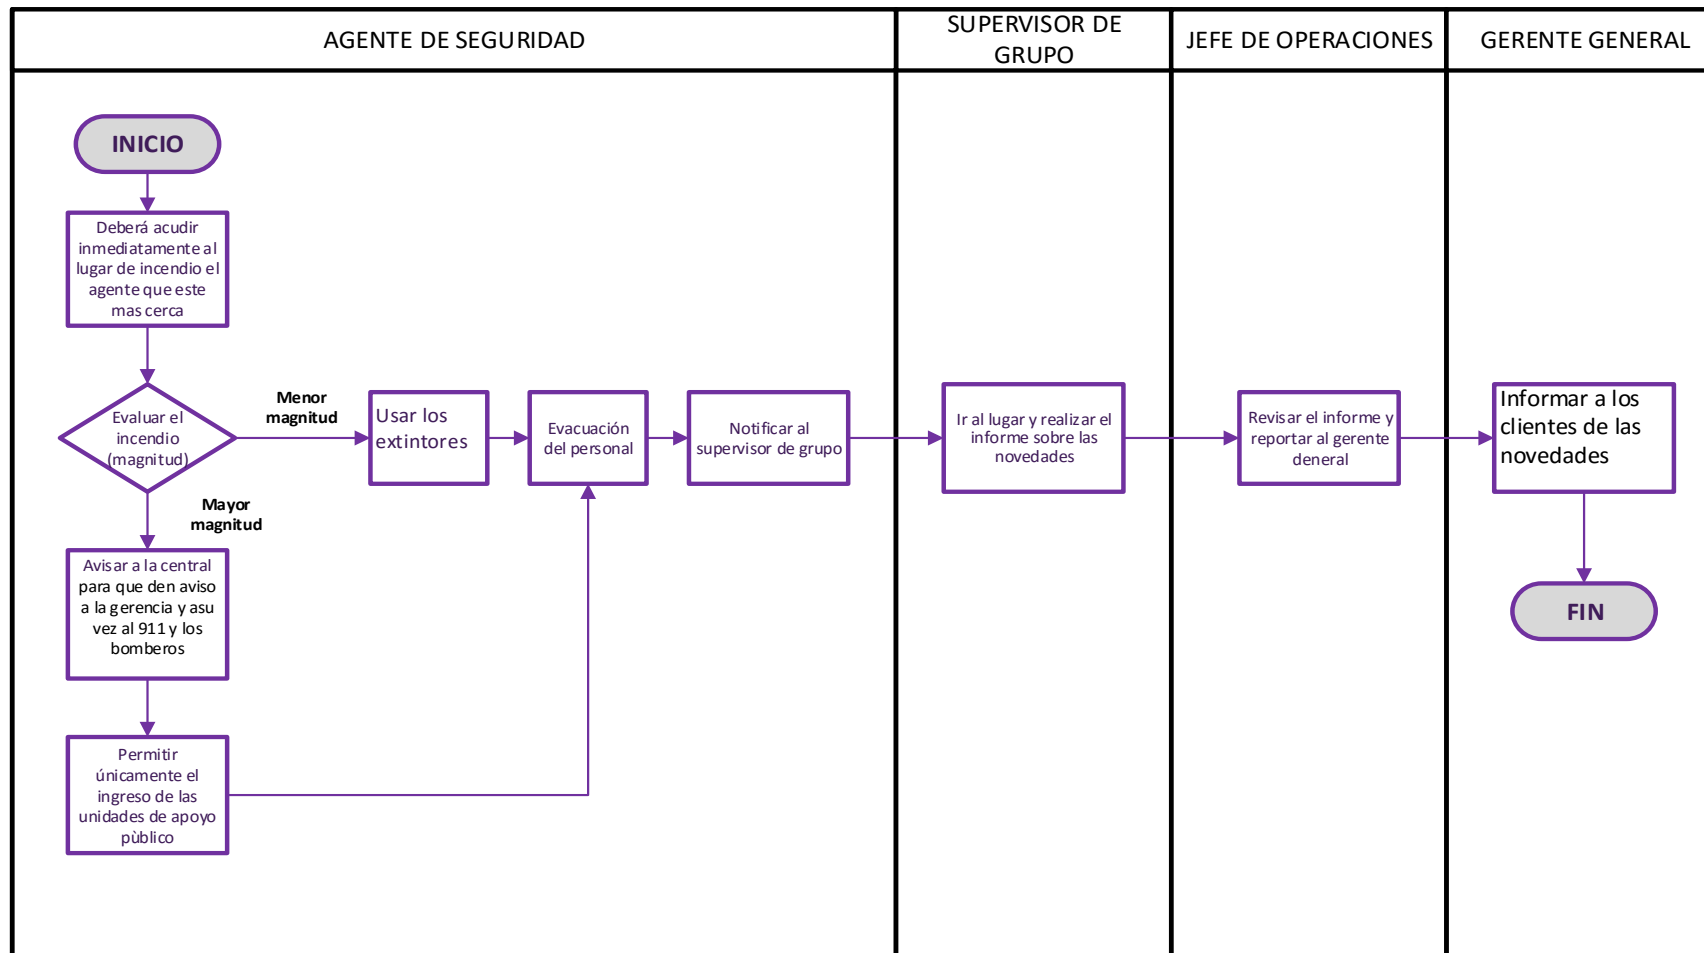 AGENTE DE SEGURIDAD
SUPERVISOR DE
GRUPO
JEFE DE OPERACIONES
GERENTE GENERAL
INICIO
Deberá acudir
inmediatamente al
lugar de incendio el
agente que este
mas cerca
Evaluar el
incendio
(magnitud)
Menor
magnitud
Usar los
extintores
Evacuación
del personal
Notificar al
supervisor de grupo
Ir al lugar y realizar el
informe sobre las
novedades
Revisar el informe y
reportar al gerente
deneral
Informar a los
clientes de las
novedades
Mayor
magnitud
Avisar a la central
para que den aviso
a la gerencia y asu
vez al 911 y los
bomberos
FIN
Permitir
únicamente el
ingreso de las
unidades de apoyo
pùblico